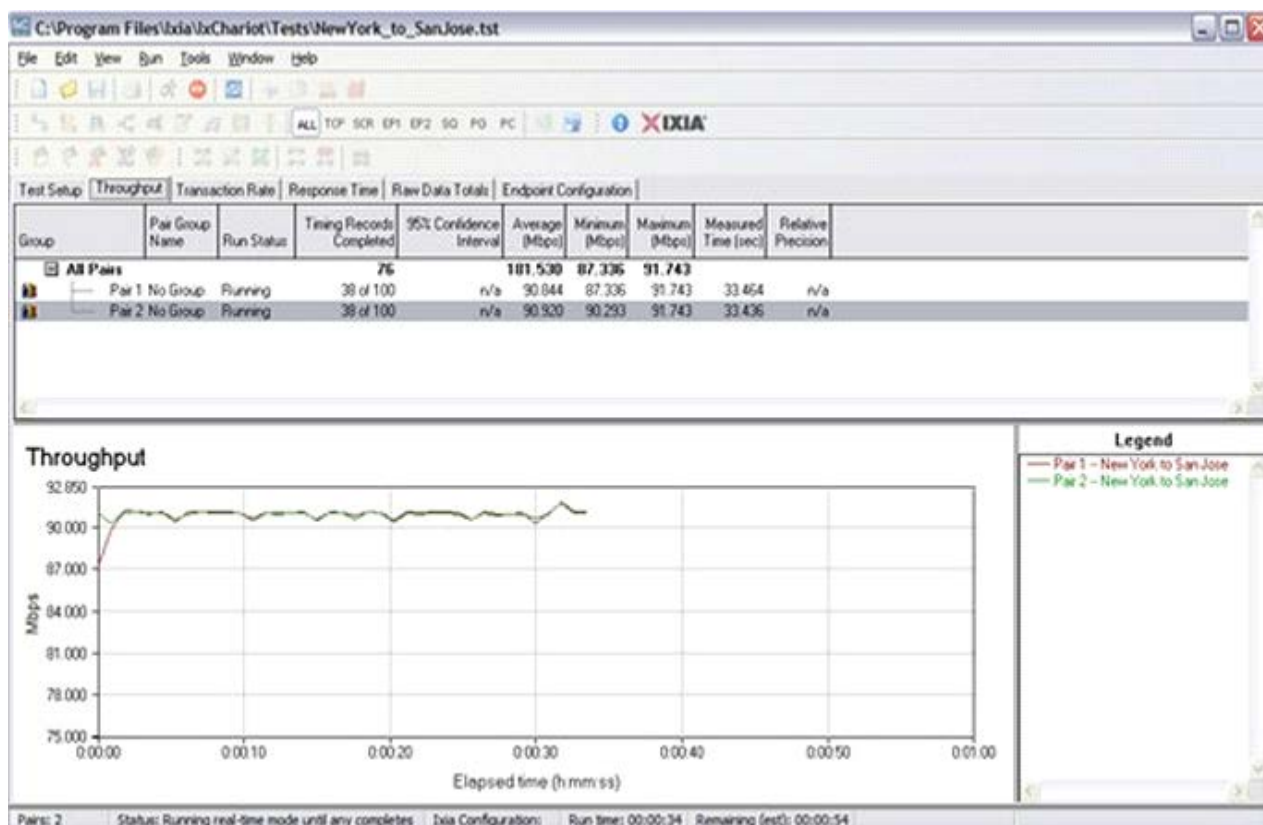 C:\Program Files\Ixia\IxChariot\Tests\NewYork_to_SanJose.tst
File Edit View Run Tools Window Help
ALL TCP SCR EP1 EP2 SQ PG PC XIXIA
Test Setup Throughput Transaction Rate Response Time Raw Data Totals Endpoint Configuration
Group Pair Group Name Run Status Timing Records Completed 95% Confidence Interval Average (Mbps) Minimum (Mbps) Maximum (Mbps) Measured Time (sec) Relative Precision
All Pairs 76 181.530 87.336 91.743
Pair 1 No Group Running 38 of 100 n/a 90.844 87.336 91.743 33.464 n/a
Pair 2 No Group Running 38 of 100 n/a 90.920 90.293 91.743 33.436 n/a
Throughput
92.850
90.000
87.000
84.000
81.000
78.000
75.000
Mbps
0:00:00 0:00:10 0:00:20 0:00:30 0:00:40 0:00:50 0:01:00
Elapsed time (h:mm:ss)
Legend
Pair 1 -- New York to San Jose
Pair 2 -- New York to San Jose
Pairs: 2 Status: Running real-time mode until any completes Ixia Configuration: Run time: 00:00:34 Remaining (est): 00:00:54